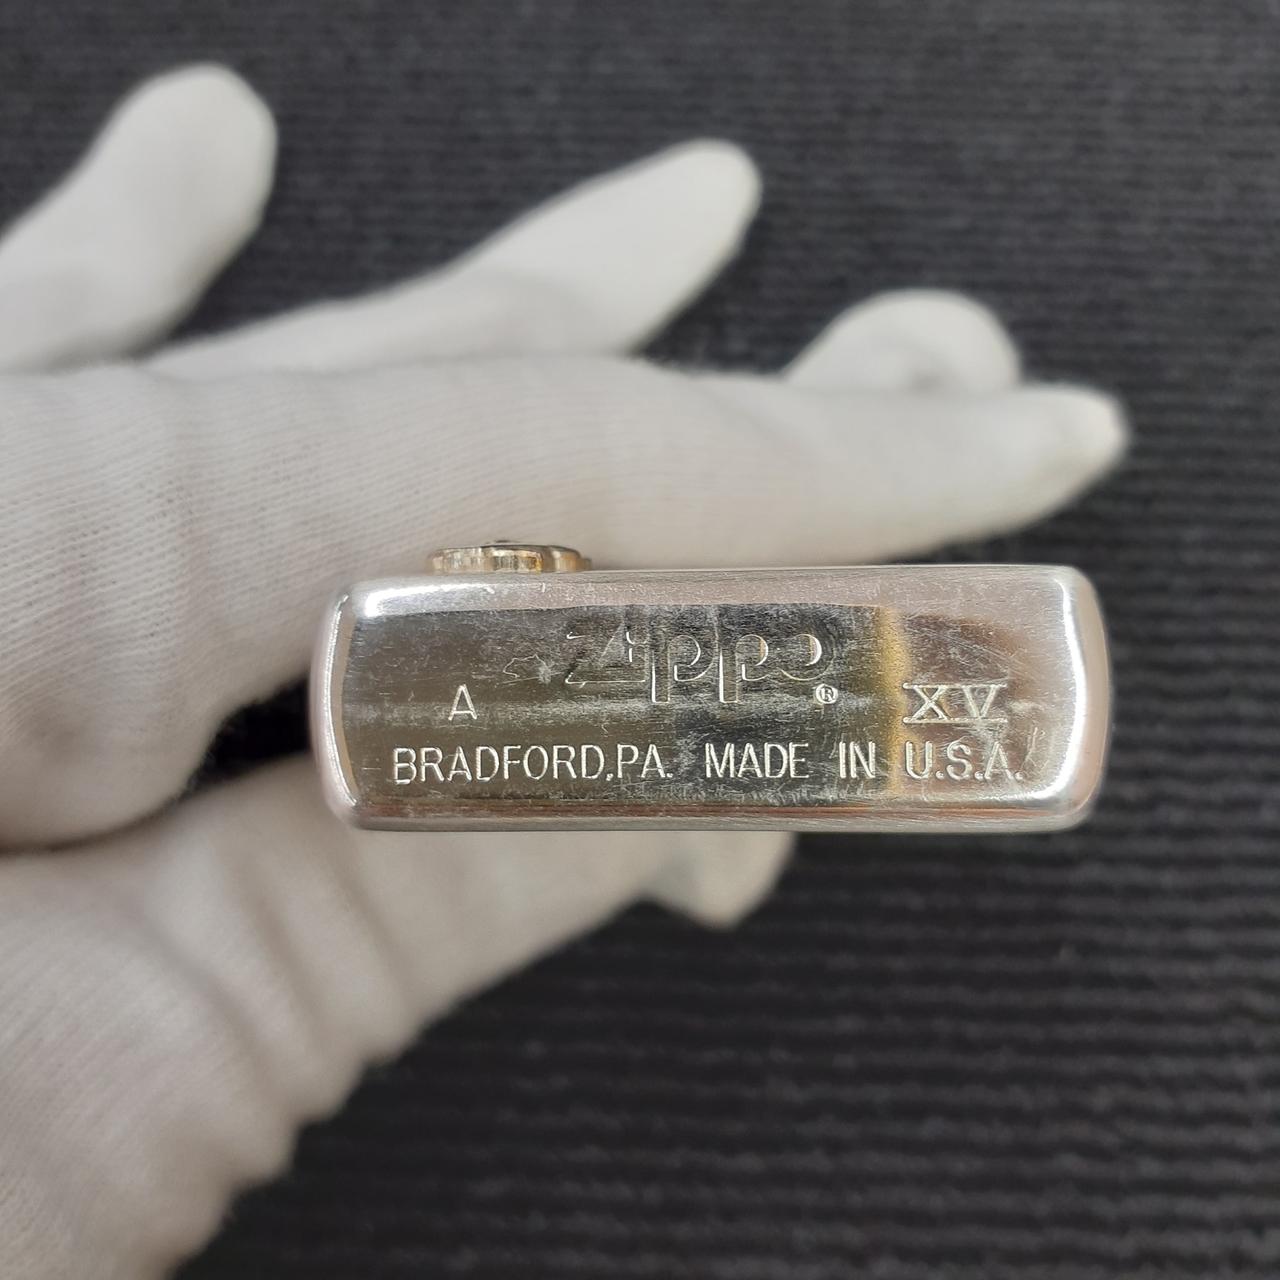 Zippo®
A XV
BRADFORD,PA. MADE IN U.S.A.